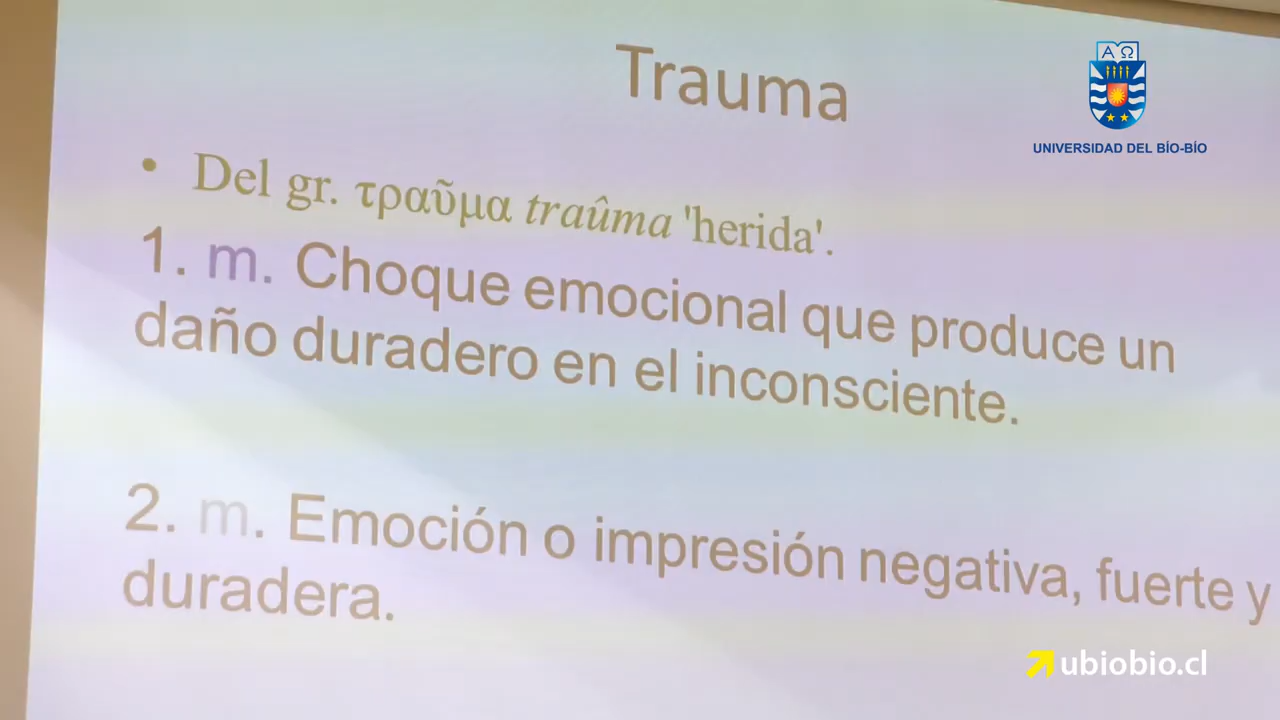 Trauma
ΑΩ
UNIVERSIDAD DEL BÍO-BÍO
• Del gr. τραῦμα traûma 'herida'.
1. m. Choque emocional que produce un
daño duradero en el inconsciente.
2. m. Emoción o impresión negativa, fuerte y
duradera.
ubiobio.cl